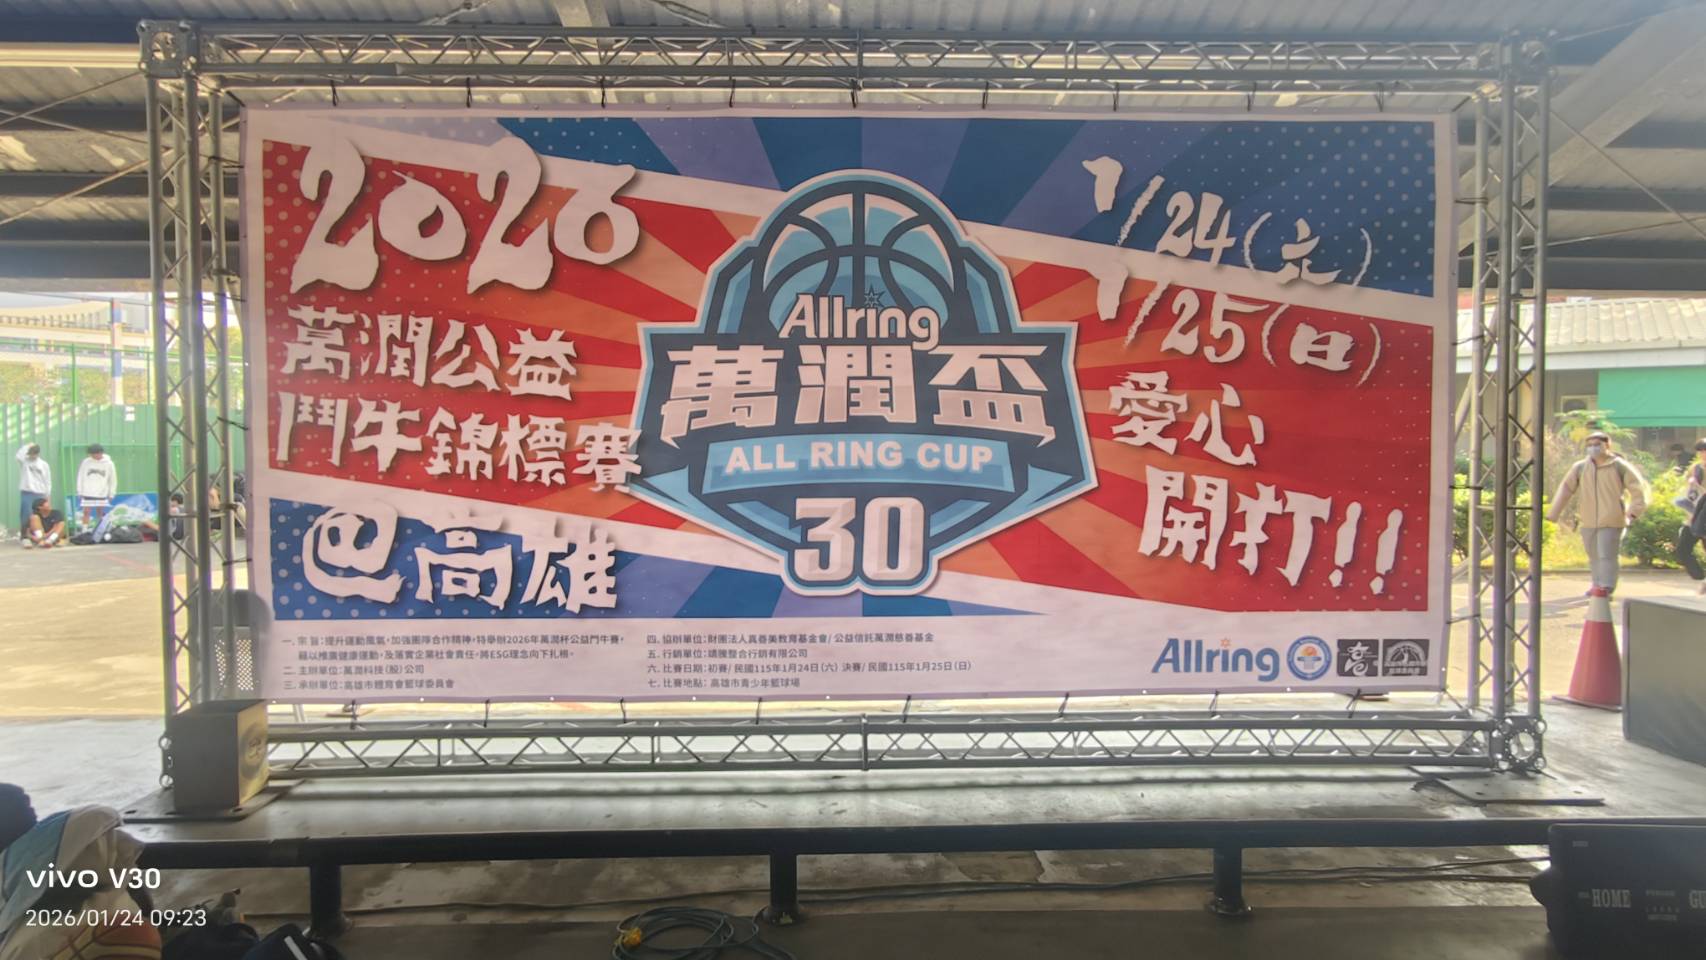 2026
萬潤公益
鬥牛錦標賽
@高雄
Allring
萬潤盃
ALL RING CUP
30
1/24(六)
1/25(日)
愛心
開打!!
一. 宗旨:提升運動風氣,加強團隊合作精神,特舉辦2026年萬潤杯公益鬥牛賽,
藉以推廣健康運動,及落實企業社會責任,將ESG理念向下扎根。
二. 主辦單位:萬潤科技(股)公司
三. 承辦單位:高雄市體育會籃球委員會
四. 協辦單位:財團法人真善美教育基金會/ 公益信託萬潤慈善基金
五. 行銷單位:璹騰整合行銷有限公司
六. 比賽日期:初賽/ 民國115年1月24日(六) 決賽/ 民國115年1月25日(日)
七. 比賽地點: 高雄市青少年籃球場
Allring
HOME
GU
vivo V30
2026/01/24 09:23